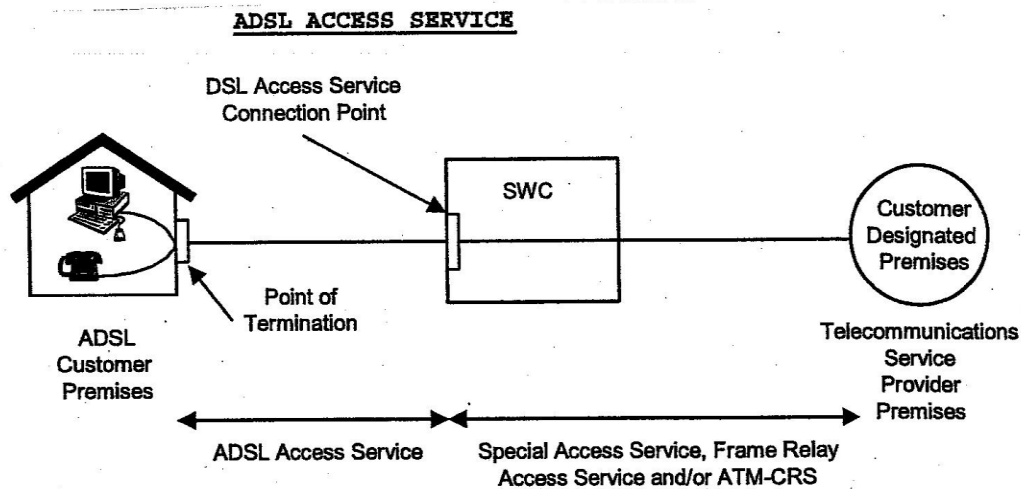 ADSL ACCESS SERVICE
DSL Access Service
Connection Point
SWC
Customer
Designated
Premises
Point of
Termination
ADSL
Customer
Premises
Telecommunications
Service
Provider
Premises
ADSL Access Service
Special Access Service, Frame Relay
Access Service and/or ATM-CRS